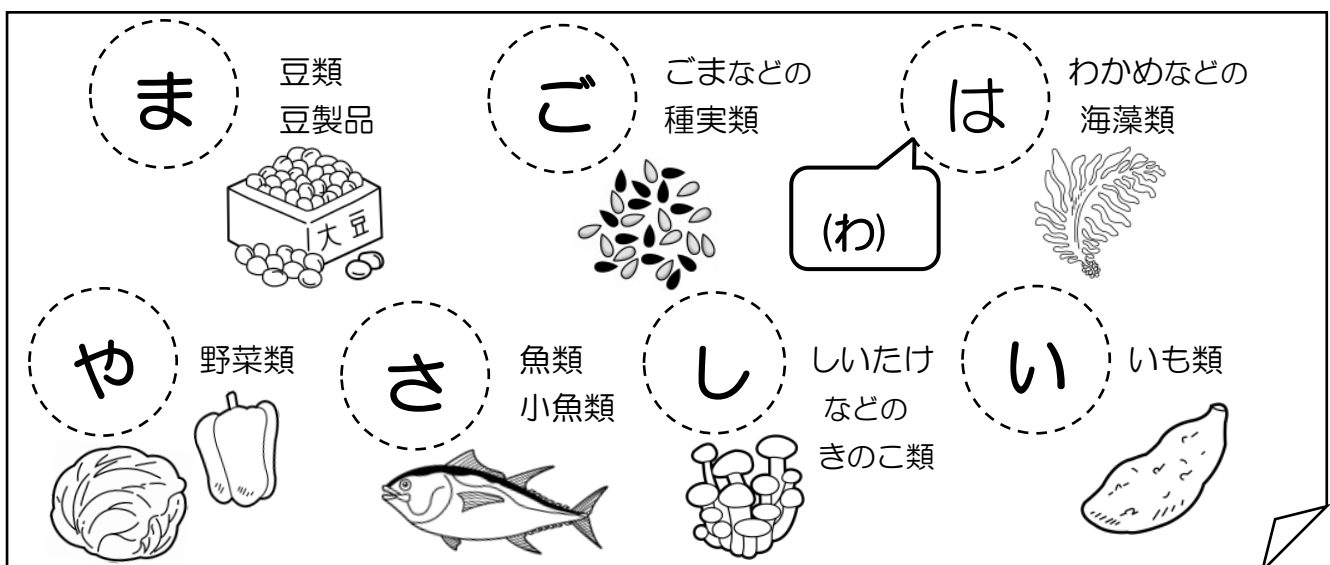 ま
豆類
豆製品
大豆
ご
ごまなどの
種実類
は
(わ)
わかめなどの
海藻類
や
野菜類
さ
魚類
小魚類
し
しいたけ
などの
きのこ類
い
いも類